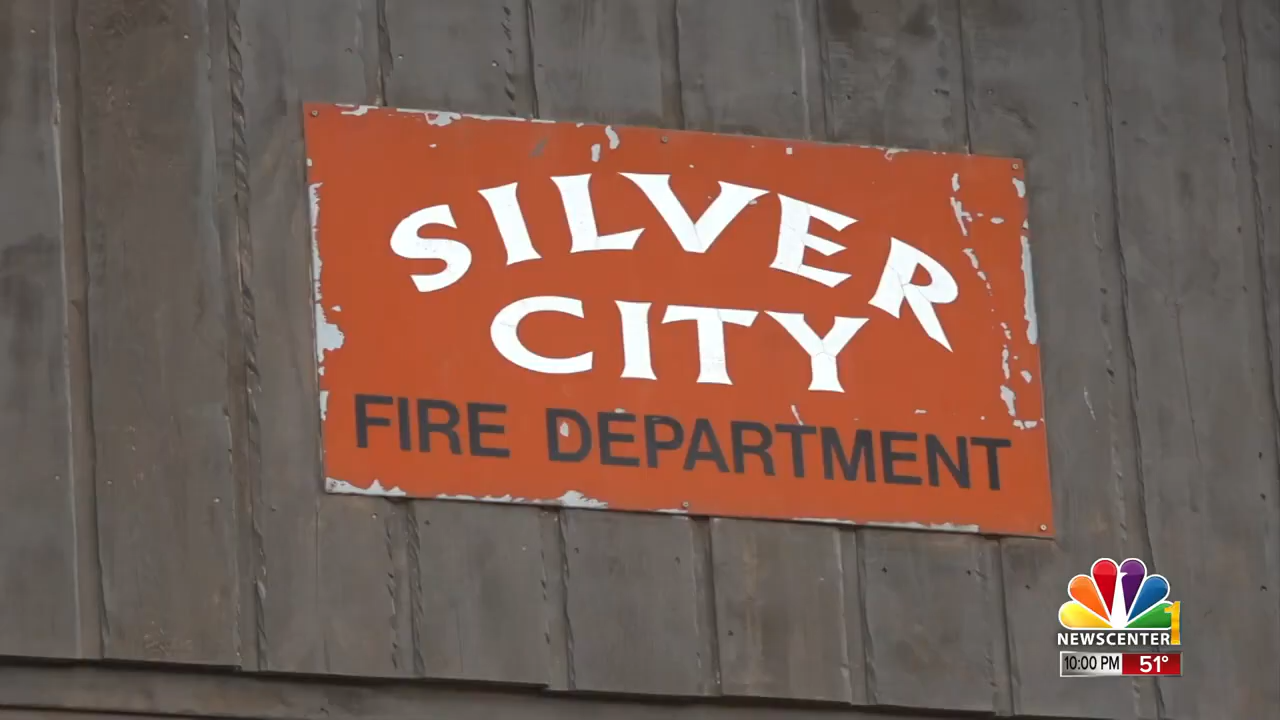 SILVER
CITY
FIRE DEPARTMENT
NEWSCENTER 1
10:00 PM 51°